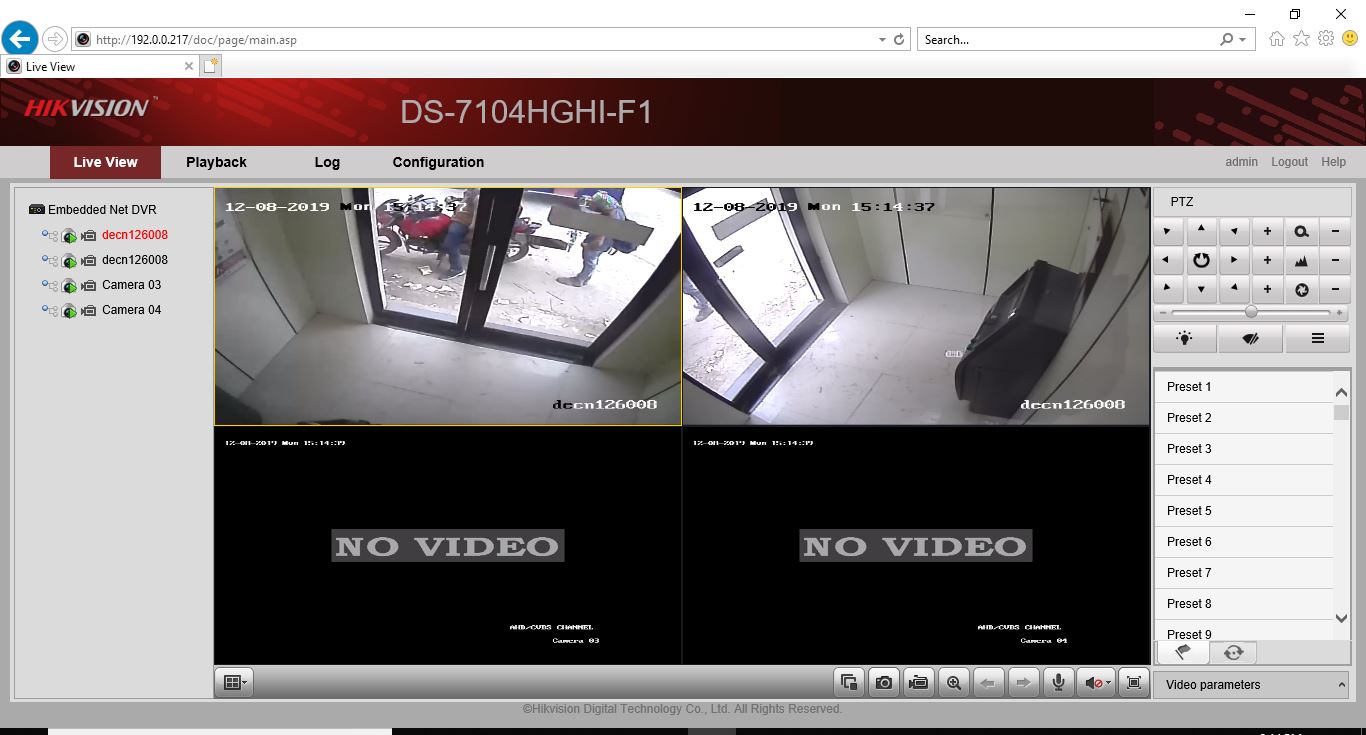 http://192.0.0.217/doc/page/main.asp
Search...
Live View
HIKVISION™
DS-7104HGHI-F1
Live View Playback Log Configuration
admin Logout Help
Embedded Net DVR
decn126008
decn126008
Camera 03
Camera 04
12-08-2019 Mon 15:14:37
decn126008
12-08-2019 Mon 15:14:37
decn126008
12-08-2019 Mon 15:14:39
NO VIDEO
AHD/CVBS CHANNEL
Camera 03
12-08-2019 Mon 15:14:39
NO VIDEO
AHD/CVBS CHANNEL
Camera 04
PTZ
Preset 1
Preset 2
Preset 3
Preset 4
Preset 5
Preset 6
Preset 7
Preset 8
Preset 9
Video parameters
©Hikvision Digital Technology Co., Ltd. All Rights Reserved.